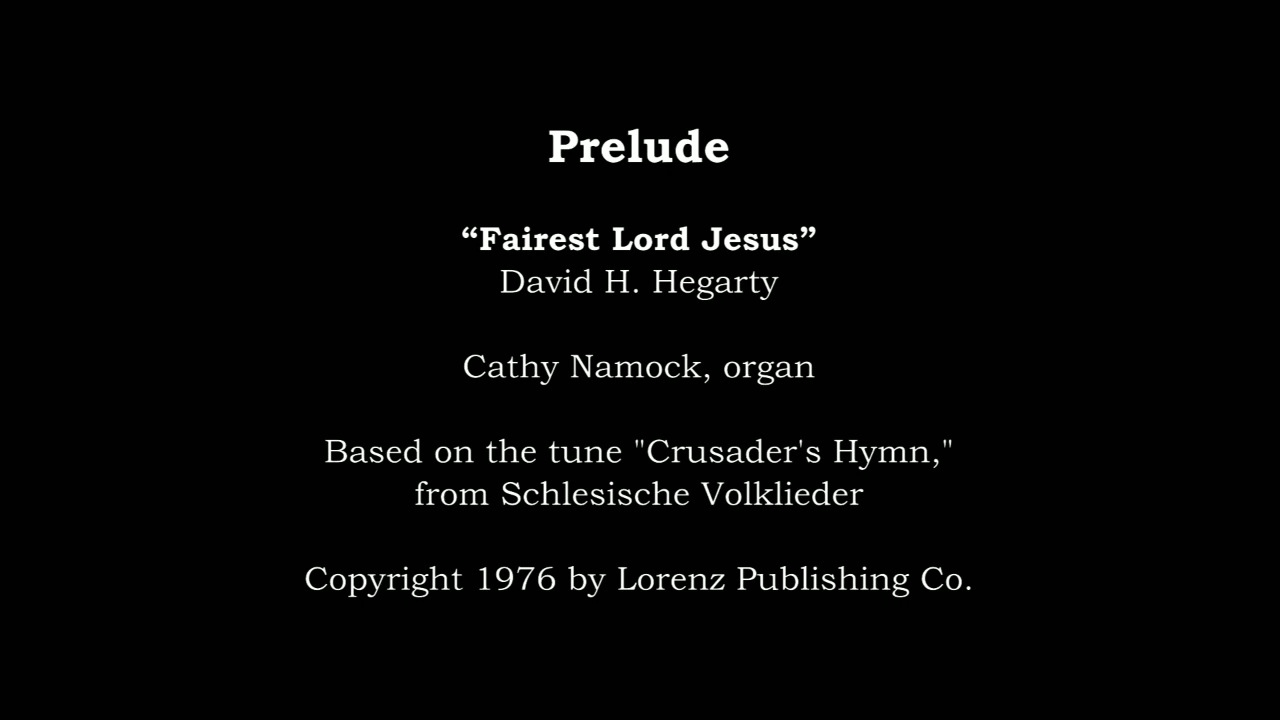 Prelude
“Fairest Lord Jesus”
David H. Hegarty
Cathy Namock, organ
Based on the tune "Crusader's Hymn,"
from Schlesische Volklieder
Copyright 1976 by Lorenz Publishing Co.